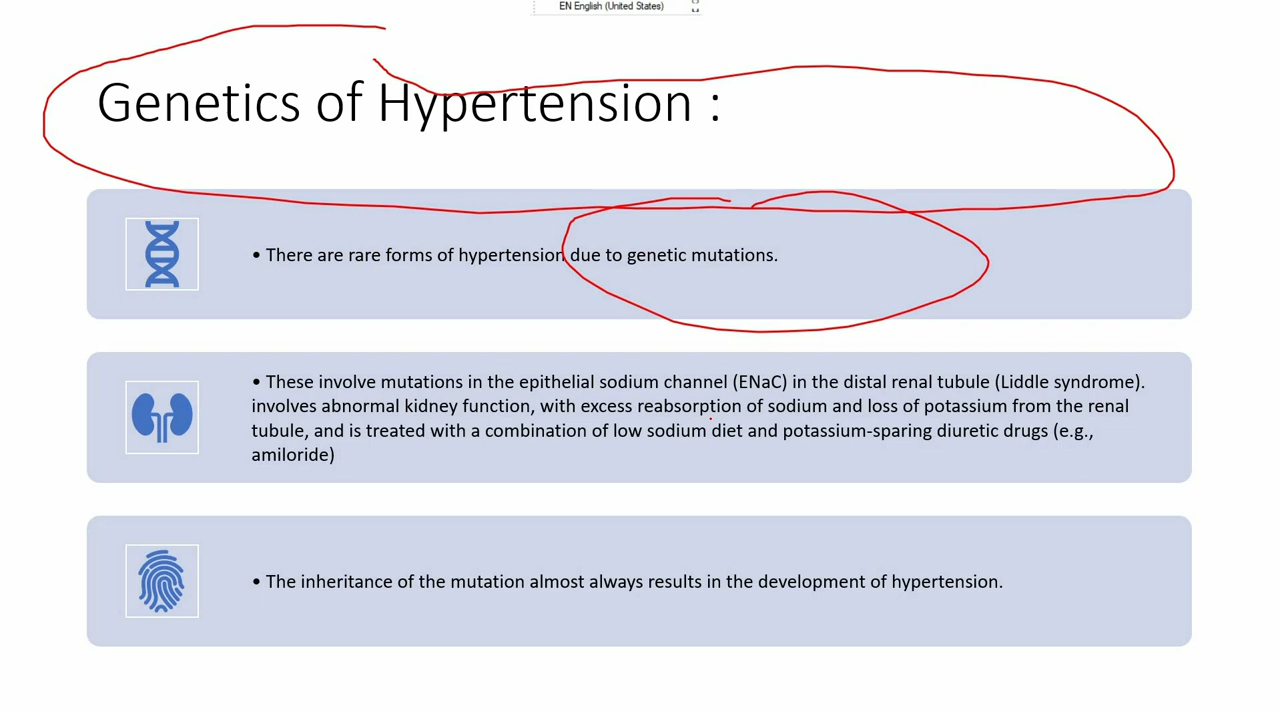 EN English (United States)
Genetics of Hypertension :
• There are rare forms of hypertension due to genetic mutations.
• These involve mutations in the epithelial sodium channel (ENaC) in the distal renal tubule (Liddle syndrome).
involves abnormal kidney function, with excess reabsorption of sodium and loss of potassium from the renal
tubule, and is treated with a combination of low sodium diet and potassium-sparing diuretic drugs (e.g.,
amiloride)
• The inheritance of the mutation almost always results in the development of hypertension.